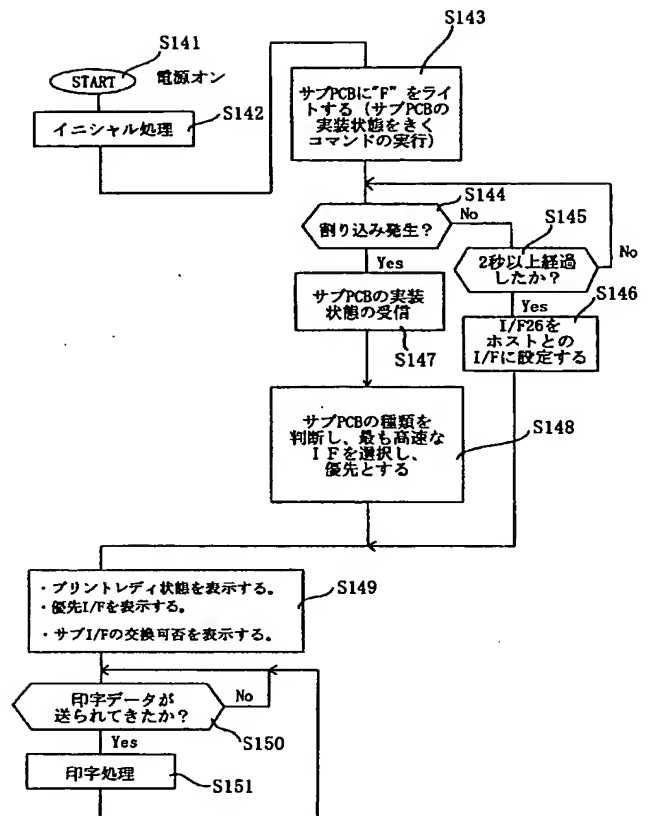 S141
START
電源オン
イニシャル処理
S142
S143
サブPCBに"F"をライ
トする(サブPCBの
実装状態をきく
コマンドの実行)
S144
割り込み発生?
No
Yes
S145
2秒以上経過
したか?
No
Yes
S146
I/F26を
ホストとの
I/Fに設定する
サブPCBの実装
状態の受信
S147
サブPCBの種類を
判断し、最も高速な
IFを選択し、
優先とする
S148
・プリントレディ状態を表示する。
・優先I/Fを表示する。
・サブI/Fの交換可否を表示する。
S149
印字データが
送られてきたか?
No
S150
Yes
印字処理
S151